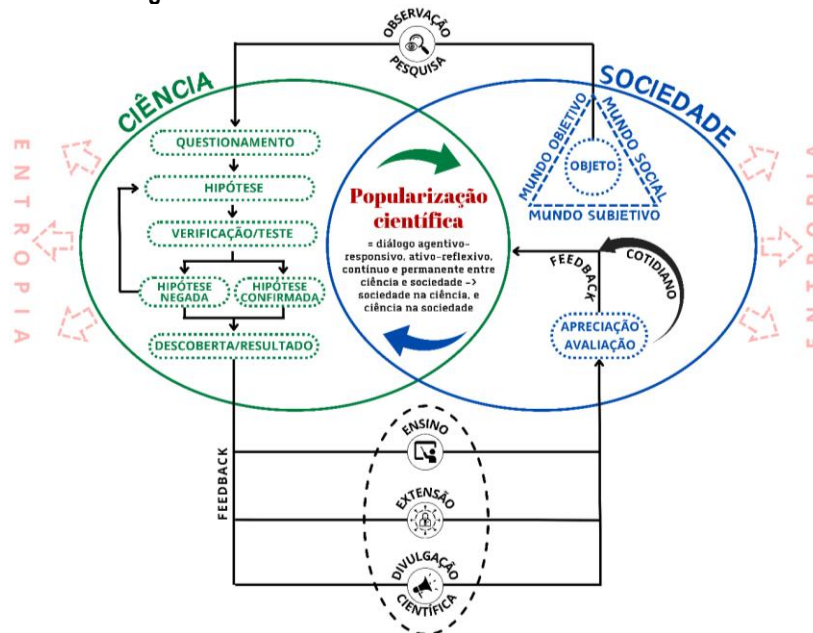 OBSERVAÇÃO
PESQUISA
CIÊNCIA
SOCIEDADE
ENTROPIA
QUESTIONAMENTO
HIPÓTESE
VERIFICAÇÃO/TESTE
HIPÓTESE
NEGADA
HIPÓTESE
CONFIRMADA
DESCOBERTA/RESULTADO
Popularização
científica
= diálogo agentivo-
responsivo, ativo-reflexivo,
contínuo e permanente entre
ciência e sociedade ->
sociedade na ciência, e
ciência na sociedade
MUNDO OBJETIVO
MUNDO SOCIAL
OBJETO
MUNDO SUBJETIVO
FEEDBACK
COTIDIANO
APRECIAÇÃO
AVALIAÇÃO
ENTROPIA
FEEDBACK
ENSINO
EXTENSÃO
DIVULGAÇÃO
CIENTÍFICA